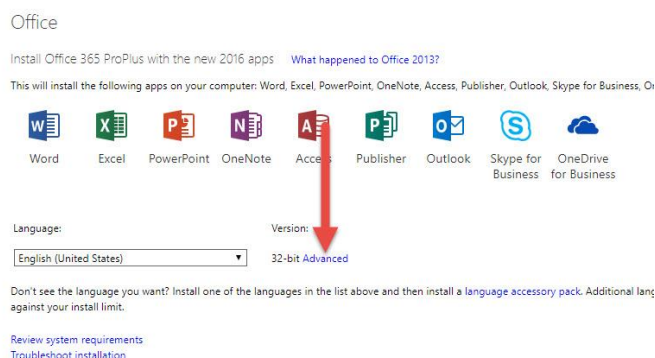 Office
Install Office 365 ProPlus with the new 2016 apps What happened to Office 2013?
This will install the following apps on your computer: Word, Excel, PowerPoint, OneNote, Access, Publisher, Outlook, Skype for Business,
Word Excel PowerPoint OneNote Access Publisher Outlook Skype for Business OneDrive for Business
Language: Version:
English (United States) 32-bit Advanced
Don't see the language you want? Install one of the languages in the list above and then install a language accessory pack. Additional
against your install limit.
Review system requirements
Troubleshoot installation